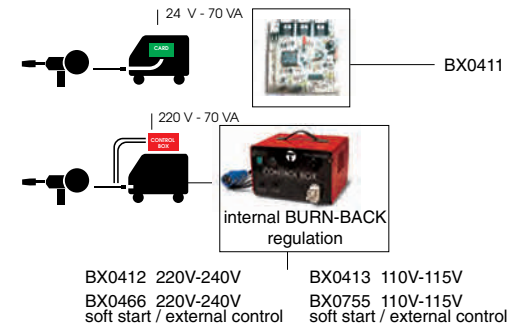 24 V - 70 VA
CARD
BX0411
220 V - 70 VA
CONTROL
BOX
internal BURN-BACK
regulation
BX0412 220V-240V
BX0466 220V-240V
soft start / external control
BX0413 110V-115V
BX0755 110V-115V
soft start / external control